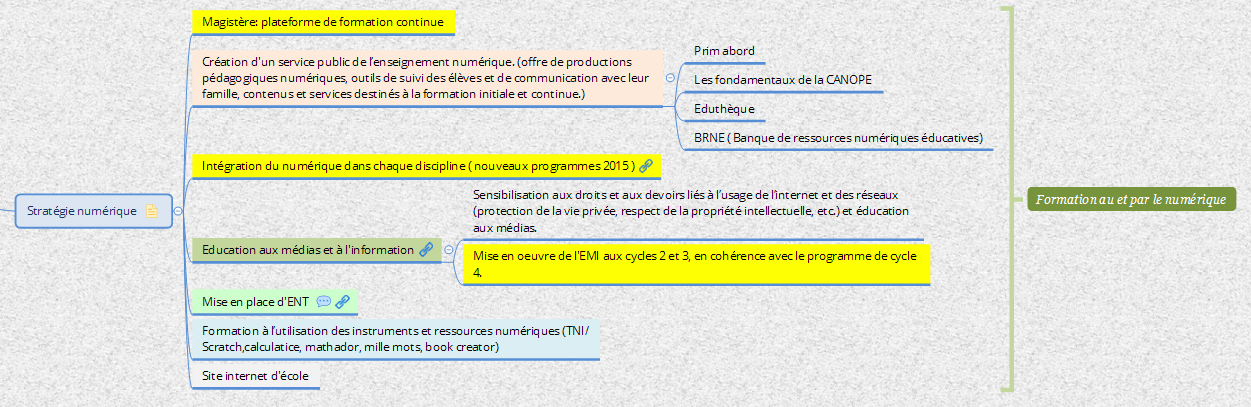 Magistère: plateforme de formation continue
Création d'un service public de l'enseignement numérique. (offre de productions
pédagogiques numériques, outils de suivi des élèves et de communication avec leur
famille, contenus et services destinés à la formation initiale et continue.)
Prim abord
Les fondamentaux de la CANOPE
Eduthèque
BRNE ( Banque de ressources numériques éducatives)
Intégration du numérique dans chaque discipline ( nouveaux programmes 2015 )
Stratégie numérique
Sensibilisation aux droits et aux devoirs liés à l'usage de l'internet et des réseaux
(protection de la vie privée, respect de la propriété intellectuelle, etc.) et éducation
aux médias.
Education aux médias et à l'information
Mise en oeuvre de l'EMI aux cycles 2 et 3, en cohérence avec le programme de cycle
4.
Mise en place d'ENT
Formation à l'utilisation des instruments et ressources numériques (TNI/
Scratch,calculatice, mathador, mille mots, book creator)
Site internet d'école
Formation au et par le numérique